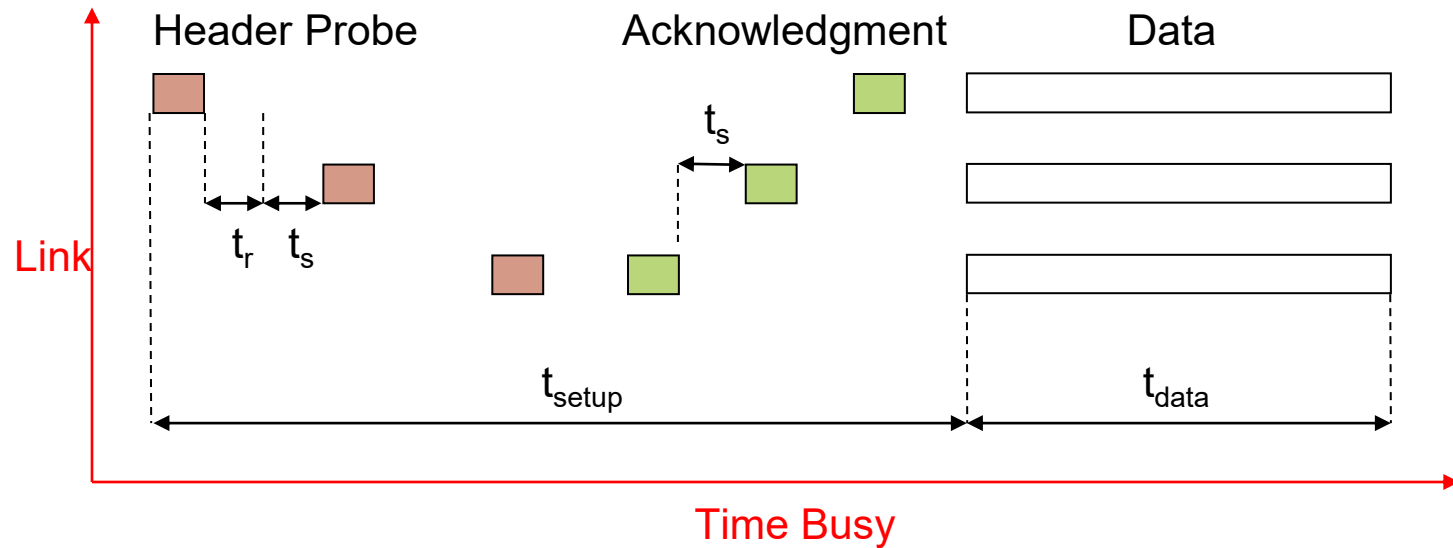 Header Probe
Acknowledgment
Data
ts
tr
ts
Link
tsetup
tdata
Time Busy